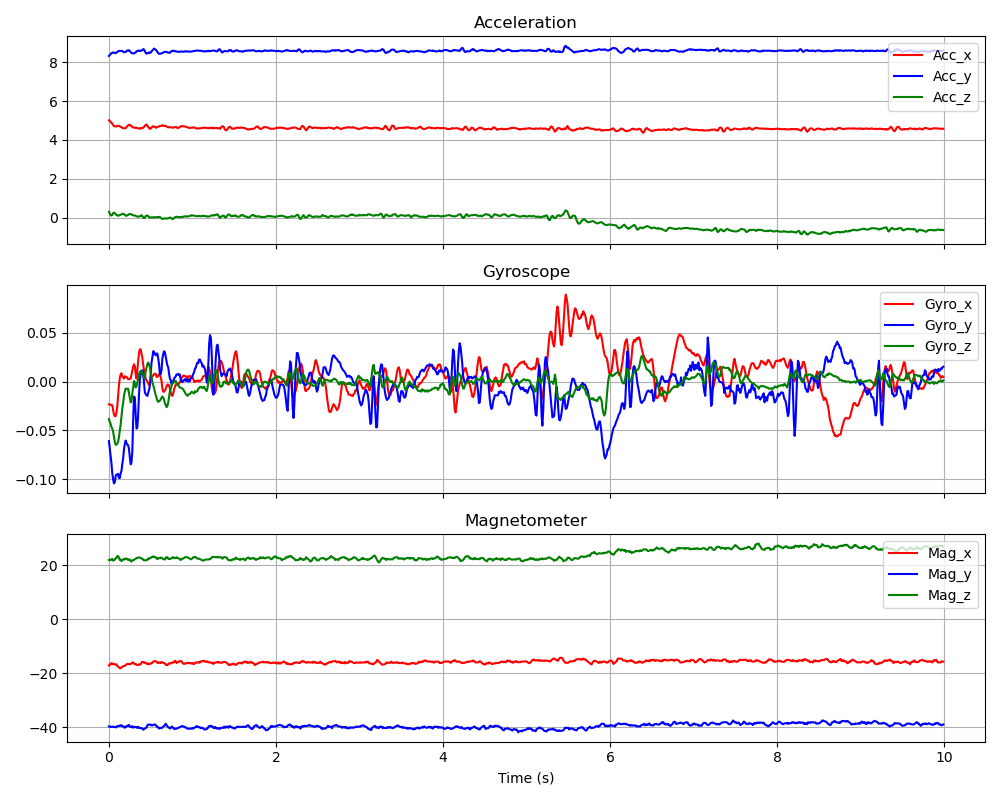 Acceleration
8
6
4
2
0
Acc_x
Acc_y
Acc_z
Gyroscope
0.05
0.00
−0.05
−0.10
Gyro_x
Gyro_y
Gyro_z
Magnetometer
20
0
−20
−40
Mag_x
Mag_y
Mag_z
0 2 4 6 8 10
Time (s)